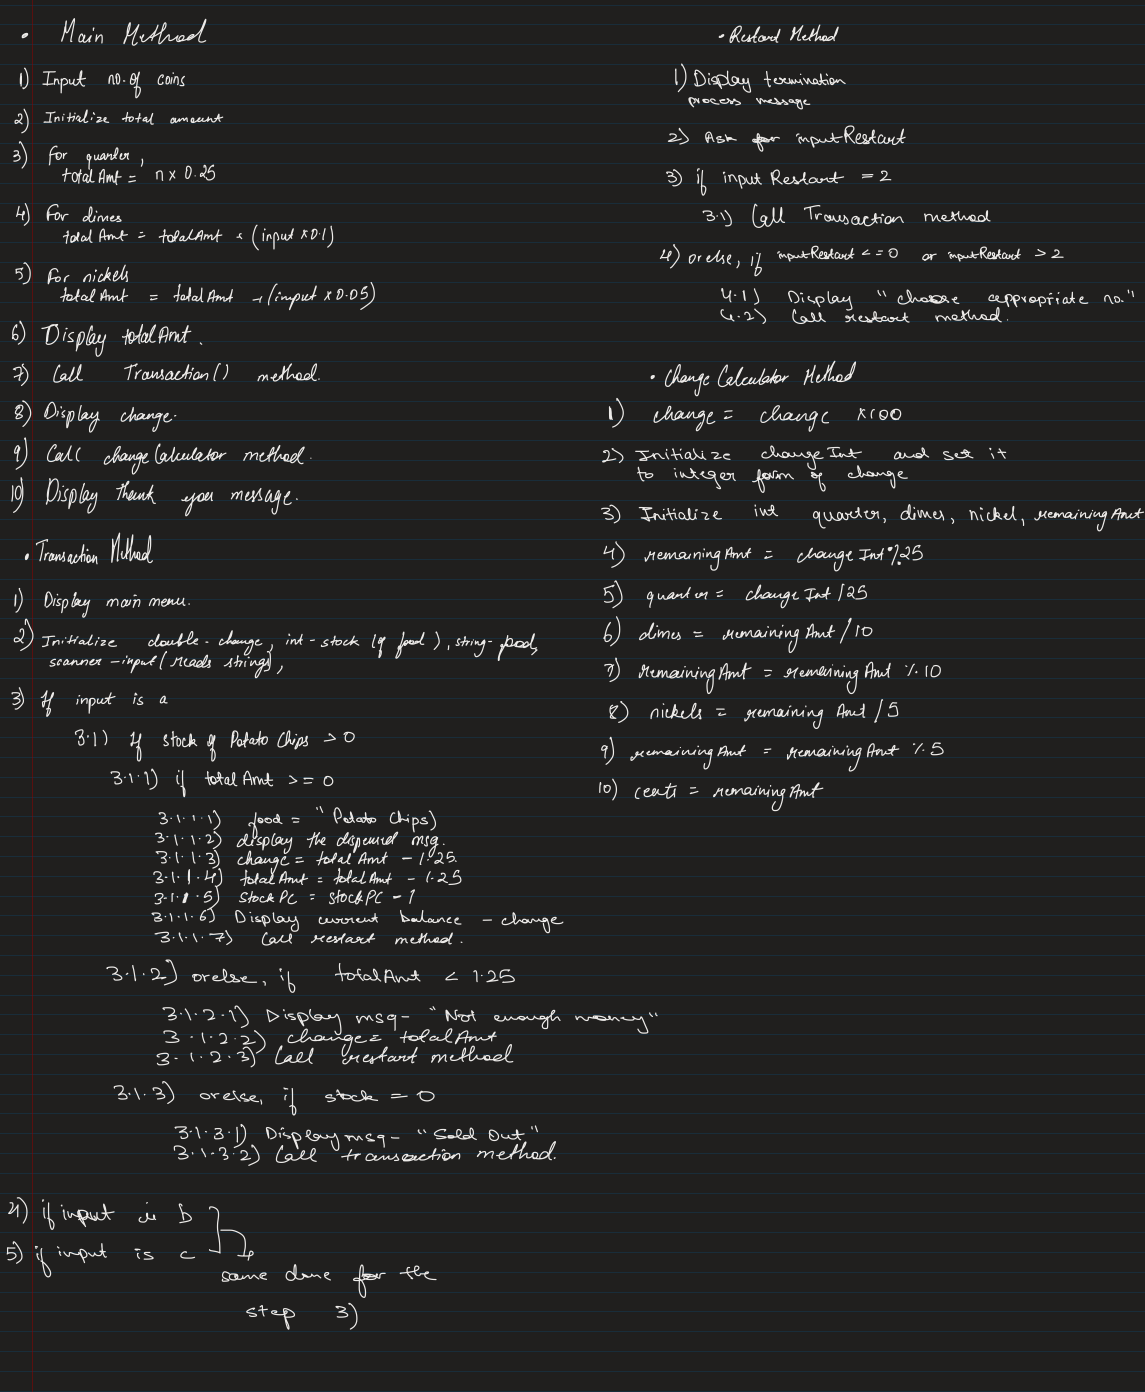 • Main Method
1) Input no. of coins
2) Initialize total amount
3) For quarter,
total Amt = n x 0.25
4) For dimes
total Amt = totalAmt + (input x 0.1)
5) For nickels
total Amt = total Amt + (input x 0.05)
6) Display total Amt.
7) Call Transaction() method.
8) Display change.
9) Call change Calculator method.
10) Display thank you message.
• Transaction Method
1) Display main menu.
2) Initialize double - change, int - stock (of food), string - food,
scanner - input (reads strings),
3) If input is a
3.1) If stock of Potato Chips > 0
3.1.1) if total Amt >= 0
3.1.1.1) food = "Potato Chips)
3.1.1.2) display the dispensed msg.
3.1.1.3) change = total Amt - 1.25.
3.1.1.4) total Amt = total Amt - 1.25
3.1.1.5) stock PC = stock PC - 1
3.1.1.6) Display current balance - change
3.1.1.7) Call restart method.
3.1.2) orelse, if total Amt < 1.25
3.1.2.1) Display msg - "Not enough money"
3.1.2.2) change = total Amt
3.1.2.3) Call restart method
3.1.3) orelse, if stock = 0
3.1.3.1) Display msg - "Sold Out"
3.1.3.2) Call transaction method.
4) if input is b
5) if input is c
same done for the
step 3)
• Restart Method
1) Display termination
process message
2) Ask for input Restart
3) if input Restart = 2
3.1) Call Transaction method
4) orelse, if inputRestart <= 0 or inputRestart > 2
4.1) Display "choose appropriate no."
4.2) Call restart method.
• Change Calculator Method
1) change = change x 100
2) Initialize change Int and set it
to integer form of change
3) Initialize int quarter, dimes, nickel, remaining Amt
4) remaining Amt = change Int % 25
5) quarter = change Int / 25
6) dimes = remaining Amt / 10
7) remaining Amt = remaining Amt % 10
8) nickels = remaining Amt / 5
9) remaining Amt = remaining Amt % 5
10) cents = remaining Amt